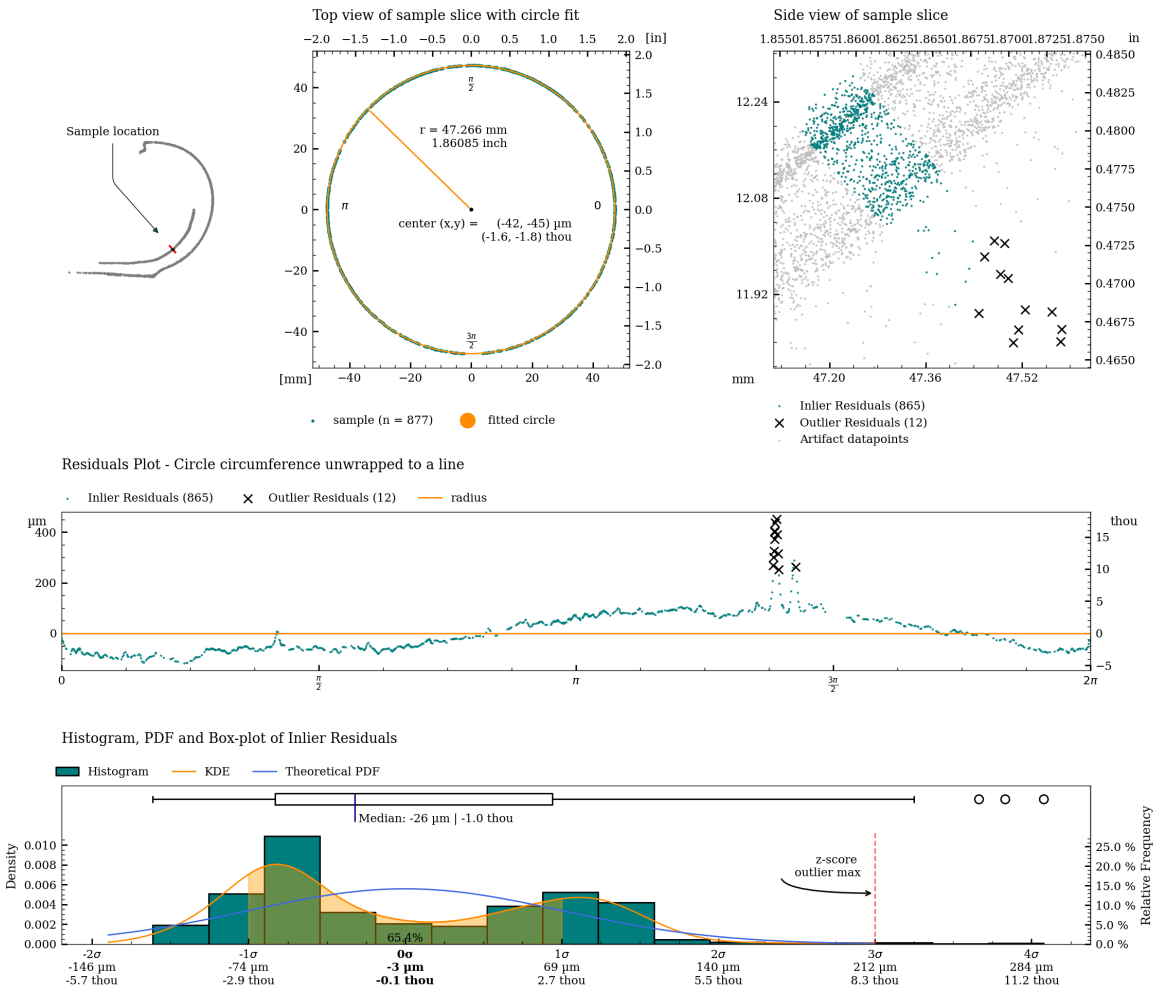 Top view of sample slice with circle fit
−2.0 −1.5 −1.0 −0.5 0.0 0.5 1.0 1.5 2.0 [in]
Sample location
40
20
0
−20
−40
2.0
1.5
1.0
0.5
0.0
−0.5
−1.0
−1.5
−2.0
π/2
r = 47.266 mm
1.86085 inch
π
0
center (x,y) = (-42, -45) µm
(-1.6, -1.8) thou
3π/2
[mm] −40 −20 0 20 40
sample (n = 877) fitted circle
Side view of sample slice
1.8550 1.8575 1.8600 1.8625 1.8650 1.8675 1.8700 1.8725 1.8750 in
12.24
12.08
11.92
0.4850
0.4825
0.4800
0.4775
0.4750
0.4725
0.4700
0.4675
0.4650
mm 47.20 47.36 47.52
Inlier Residuals (865)
Outlier Residuals (12)
Artifact datapoints
Residuals Plot - Circle circumference unwrapped to a line
Inlier Residuals (865) Outlier Residuals (12) radius
µm
400
200
0
thou
15
10
5
0
−5
0 π/2 π 3π/2 2π
Histogram, PDF and Box-plot of Inlier Residuals
Histogram KDE Theoretical PDF
Median: -26 µm | -1.0 thou
Density
0.010
0.008
0.006
0.004
0.002
0.000
z-score
outlier max
65.4%
25.0 %
20.0 %
15.0 %
10.0 %
5.0 %
0.0 %
Relative Frequency
-2σ -1σ 0σ 1σ 2σ 3σ 4σ
-146 µm -74 µm -3 µm 69 µm 140 µm 212 µm 284 µm
-5.7 thou -2.9 thou -0.1 thou 2.7 thou 5.5 thou 8.3 thou 11.2 thou